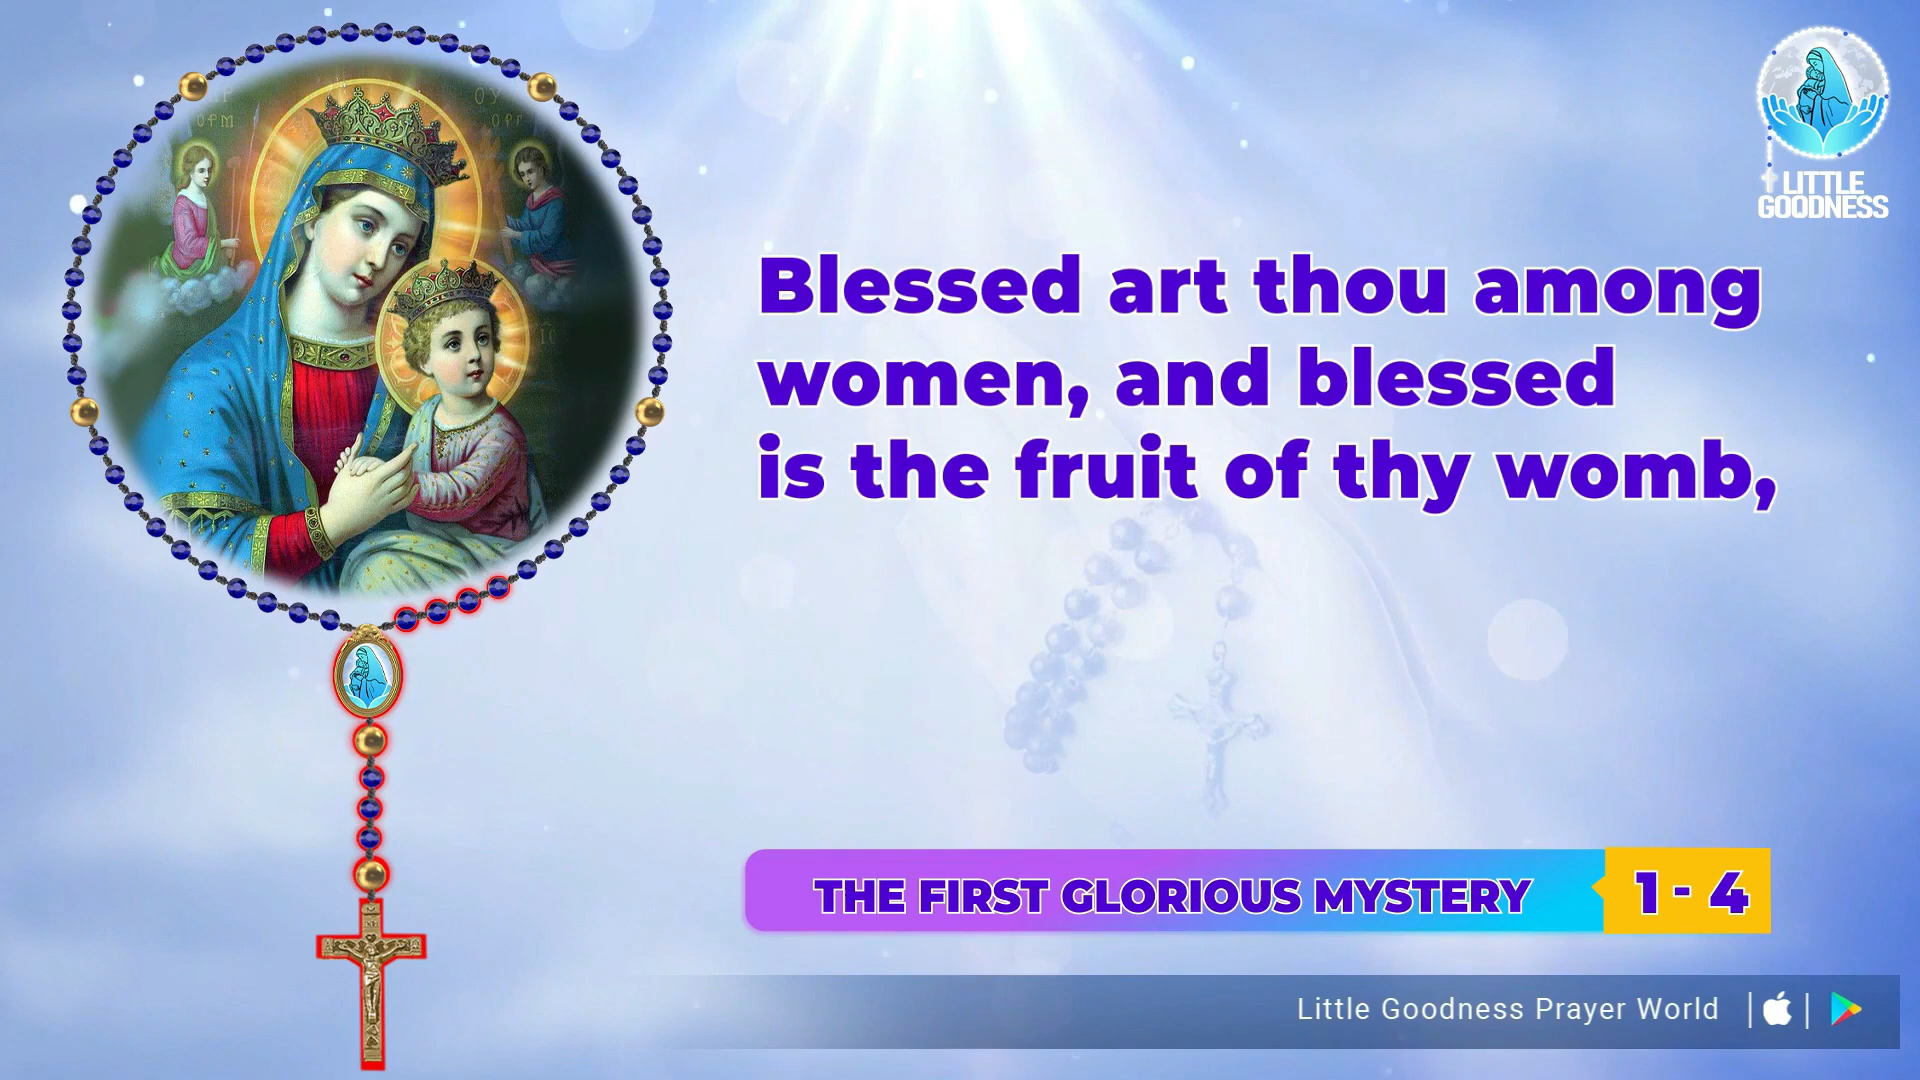 LITTLE
GOODNESS
Blessed art thou among
women, and blessed
is the fruit of thy womb,
THE FIRST GLORIOUS MYSTERY
1 - 4
Little Goodness Prayer World